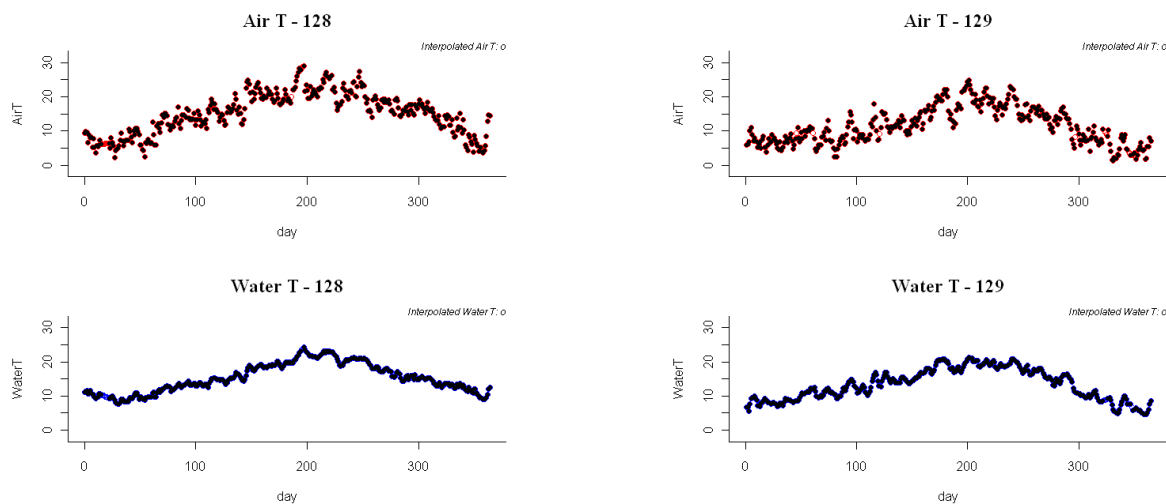 Air T - 128
Interpolated Air T: o
AirT
0 10 20 30
0 100 200 300
day
Air T - 129
Interpolated Air T: o
AirT
0 10 20 30
0 100 200 300
day
Water T - 128
Interpolated Water T: o
WaterT
0 10 20 30
0 100 200 300
day
Water T - 129
Interpolated Water T: o
WaterT
0 10 20 30
0 100 200 300
day